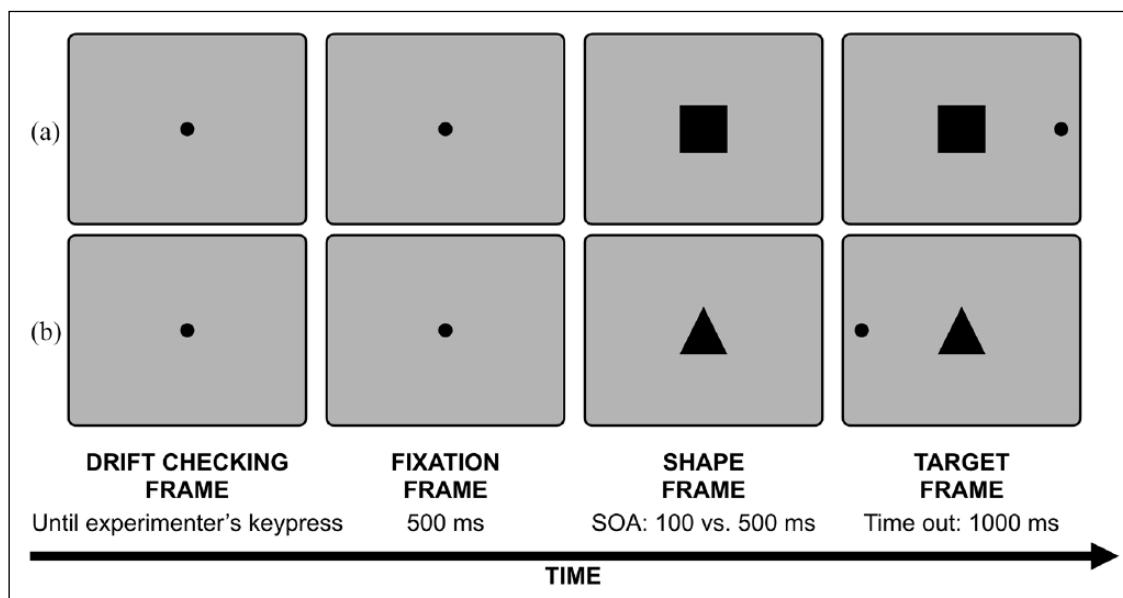 (a)
(b)
DRIFT CHECKING FIXATION SHAPE TARGET
FRAME FRAME FRAME FRAME
Until experimenter's keypress 500 ms SOA: 100 vs. 500 ms Time out: 1000 ms
TIME